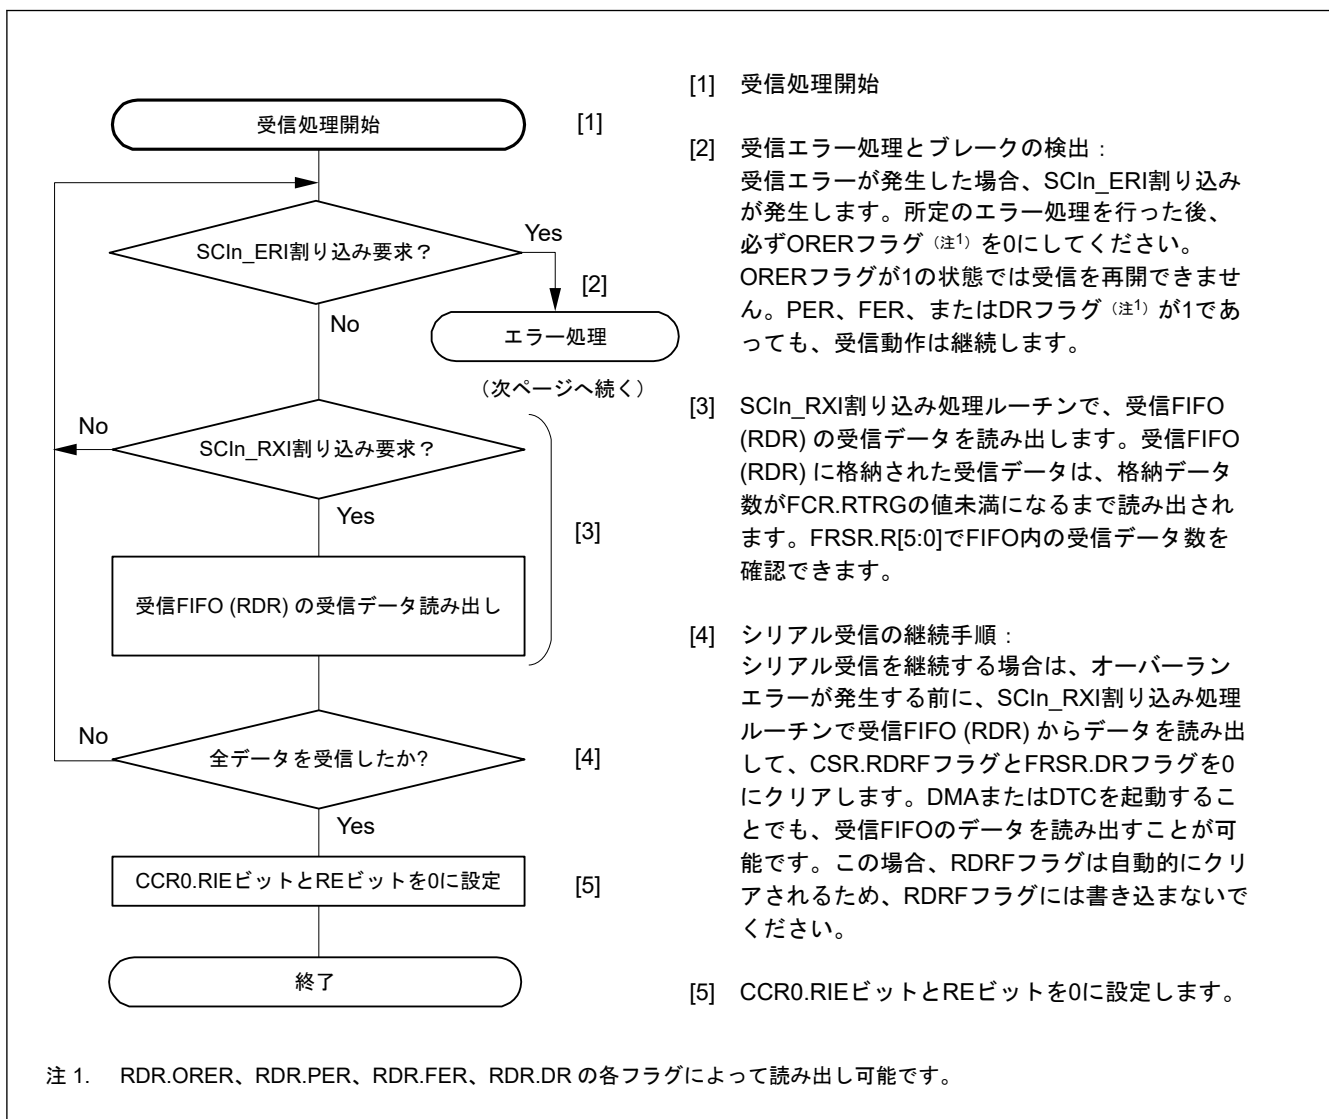 受信処理開始
[1]
SCIn_ERI割り込み要求？
Yes
[2]
No
エラー処理
（次ページへ続く）
No
SCIn_RXI割り込み要求？
Yes
[3]
受信FIFO (RDR) の受信データ読み出し
No
全データを受信したか?
[4]
Yes
CCR0.RIEビットとREビットを0に設定
[5]
終了
[1] 受信処理開始
[2] 受信エラー処理とブレークの検出：
受信エラーが発生した場合、SCIn_ERI割り込み
が発生します。所定のエラー処理を行った後、
必ずORERフラグ（注1）を0にしてください。
ORERフラグが1の状態では受信を再開できませ
ん。PER、FER、またはDRフラグ（注1）が1であ
っても、受信動作は継続します。
[3] SCIn_RXI割り込み処理ルーチンで、受信FIFO
(RDR) の受信データを読み出します。受信FIFO
(RDR) に格納された受信データは、格納データ
数がFCR.RTRGの値未満になるまで読み出され
ます。FRSR.R[5:0]でFIFO内の受信データ数を
確認できます。
[4] シリアル受信の継続手順：
シリアル受信を継続する場合は、オーバーラン
エラーが発生する前に、SCIn_RXI割り込み処理
ルーチンで受信FIFO (RDR) からデータを読み出
して、CSR.RDRFフラグとFRSR.DRフラグを0
にクリアします。DMAまたはDTCを起動するこ
とでも、受信FIFOのデータを読み出すことが可
能です。この場合、RDRFフラグは自動的にクリ
アされるため、RDRFフラグには書き込まないで
ください。
[5] CCR0.RIEビットとREビットを0に設定します。
注 1. RDR.ORER、RDR.PER、RDR.FER、RDR.DR の各フラグによって読み出し可能です。